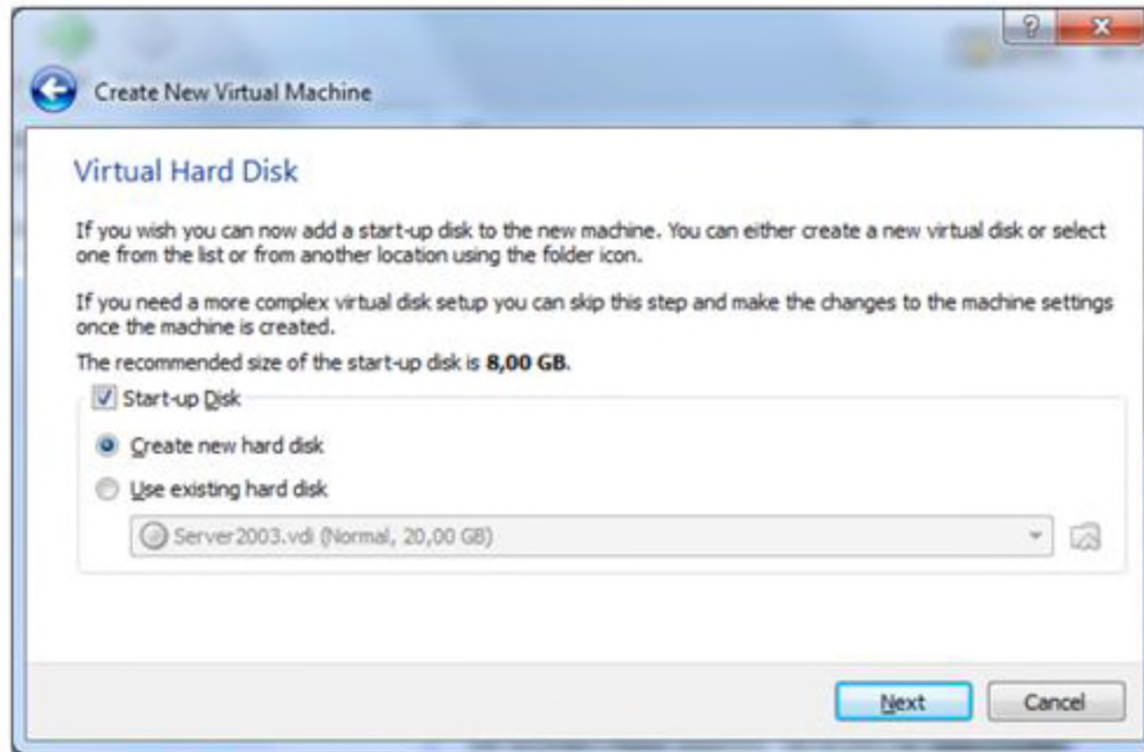 Create New Virtual Machine
Virtual Hard Disk
If you wish you can now add a start-up disk to the new machine. You can either create a new virtual disk or select
one from the list or from another location using the folder icon.
If you need a more complex virtual disk setup you can skip this step and make the changes to the machine settings
once the machine is created.
The recommended size of the start-up disk is 8,00 GB.
Start-up Disk
Create new hard disk
Use existing hard disk
Server2003.vdi (Normal, 20,00 GB)
Next Cancel